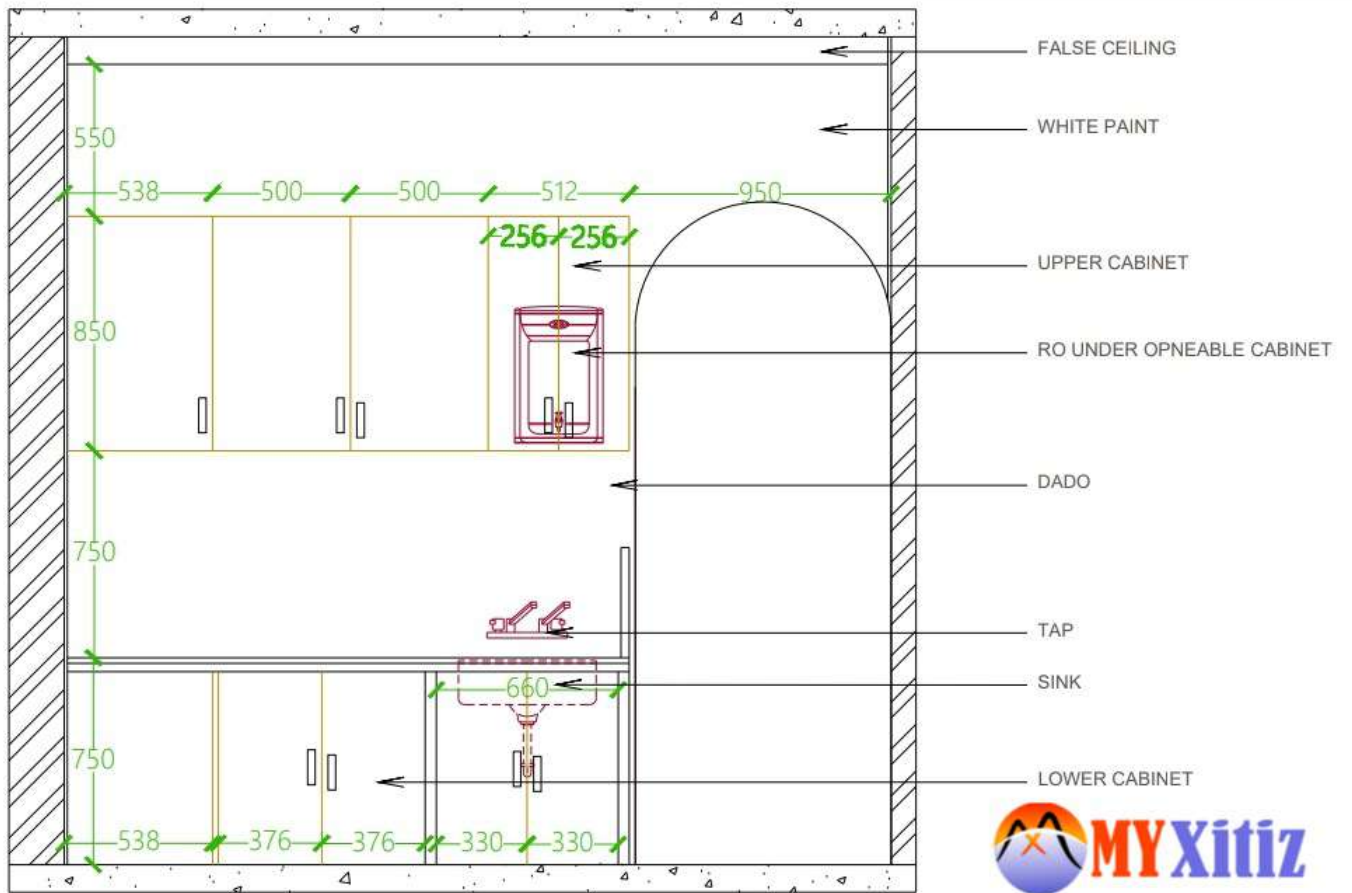 FALSE CEILING
WHITE PAINT
550
538 500 500 512 950
256 256
UPPER CABINET
850
RO UNDER OPNEABLE CABINET
DADO
750
TAP
SINK
660
750
LOWER CABINET
538 376 376 330 330
MYXitiz